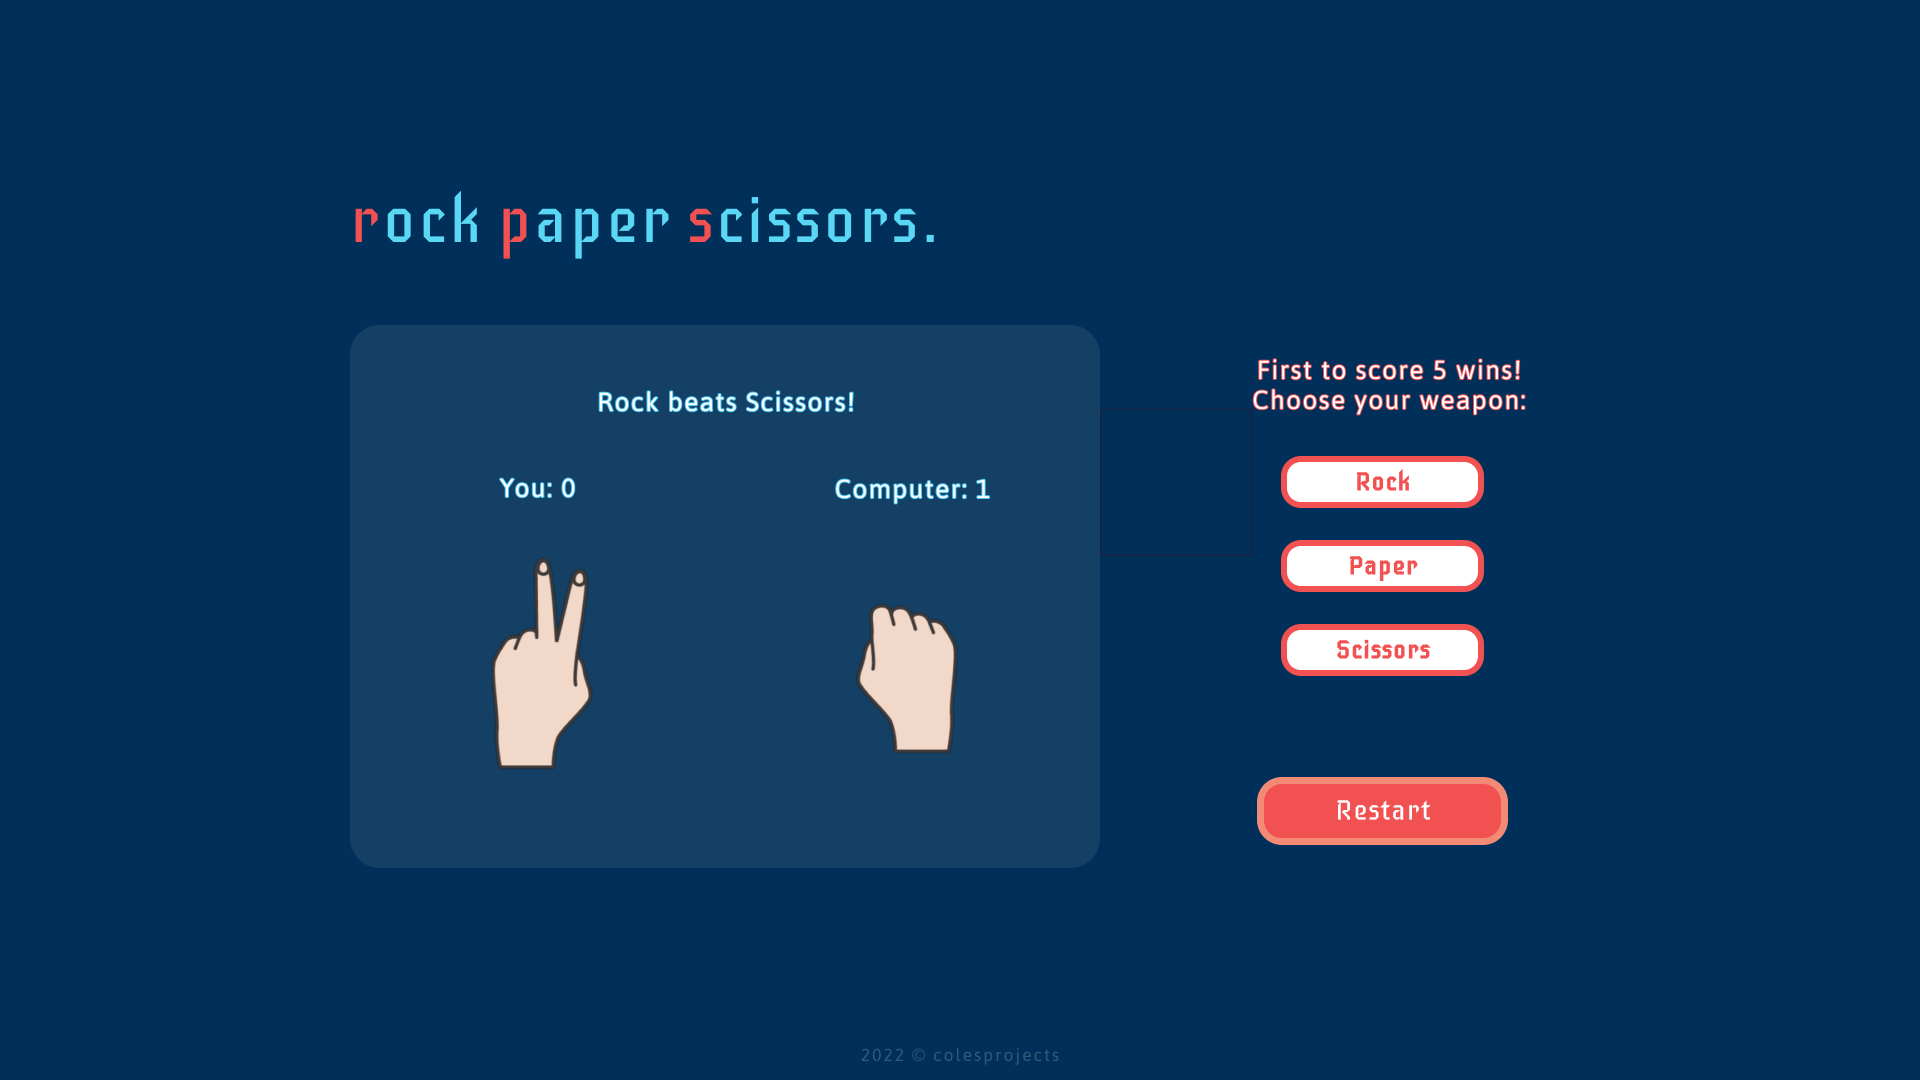 rock paper scissors.
Rock beats Scissors!
You: 0
Computer: 1
First to score 5 wins!
Choose your weapon:
Rock
Paper
Scissors
Restart
2022 © colesprojects